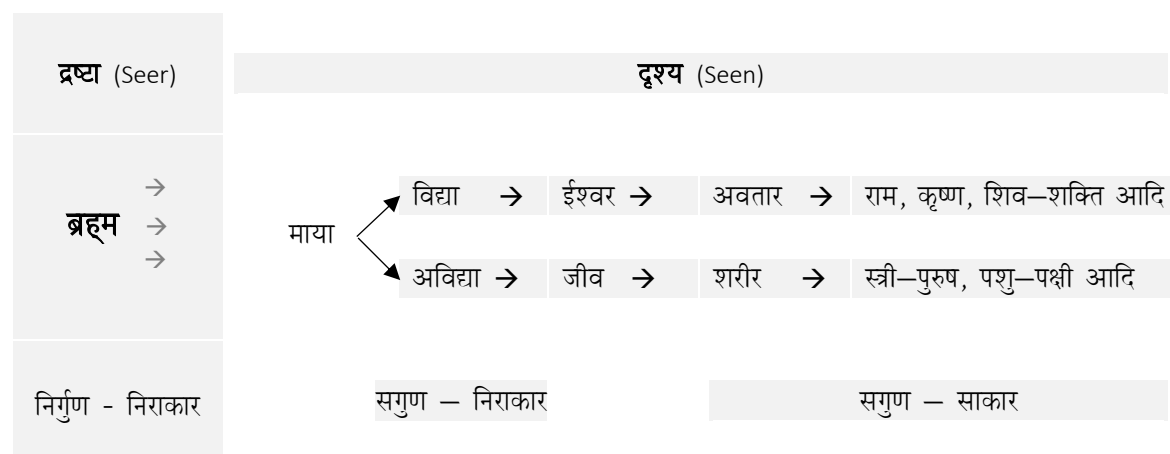 द्रष्टा (Seer) दृश्य (Seen)
→
विद्या → ईश्वर → अवतार → राम, कृष्ण, शिव–शक्ति आदि
ब्रह्म → माया
→
अविद्या → जीव → शरीर → स्त्री–पुरुष, पशु–पक्षी आदि
निर्गुण - निराकार सगुण – निराकार सगुण – साकार